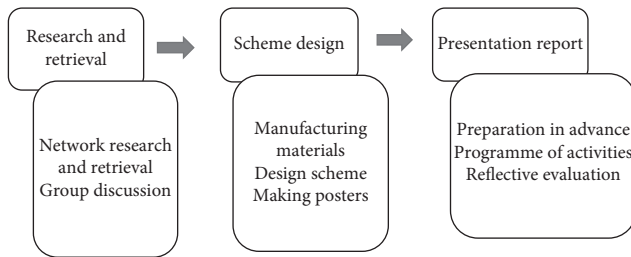 Research and
retrieval
Network research
and retrieval
Group discussion
Scheme design
Manufacturing
materials
Design scheme
Making posters
Presentation report
Preparation in advance
Programme of activities
Reflective evaluation